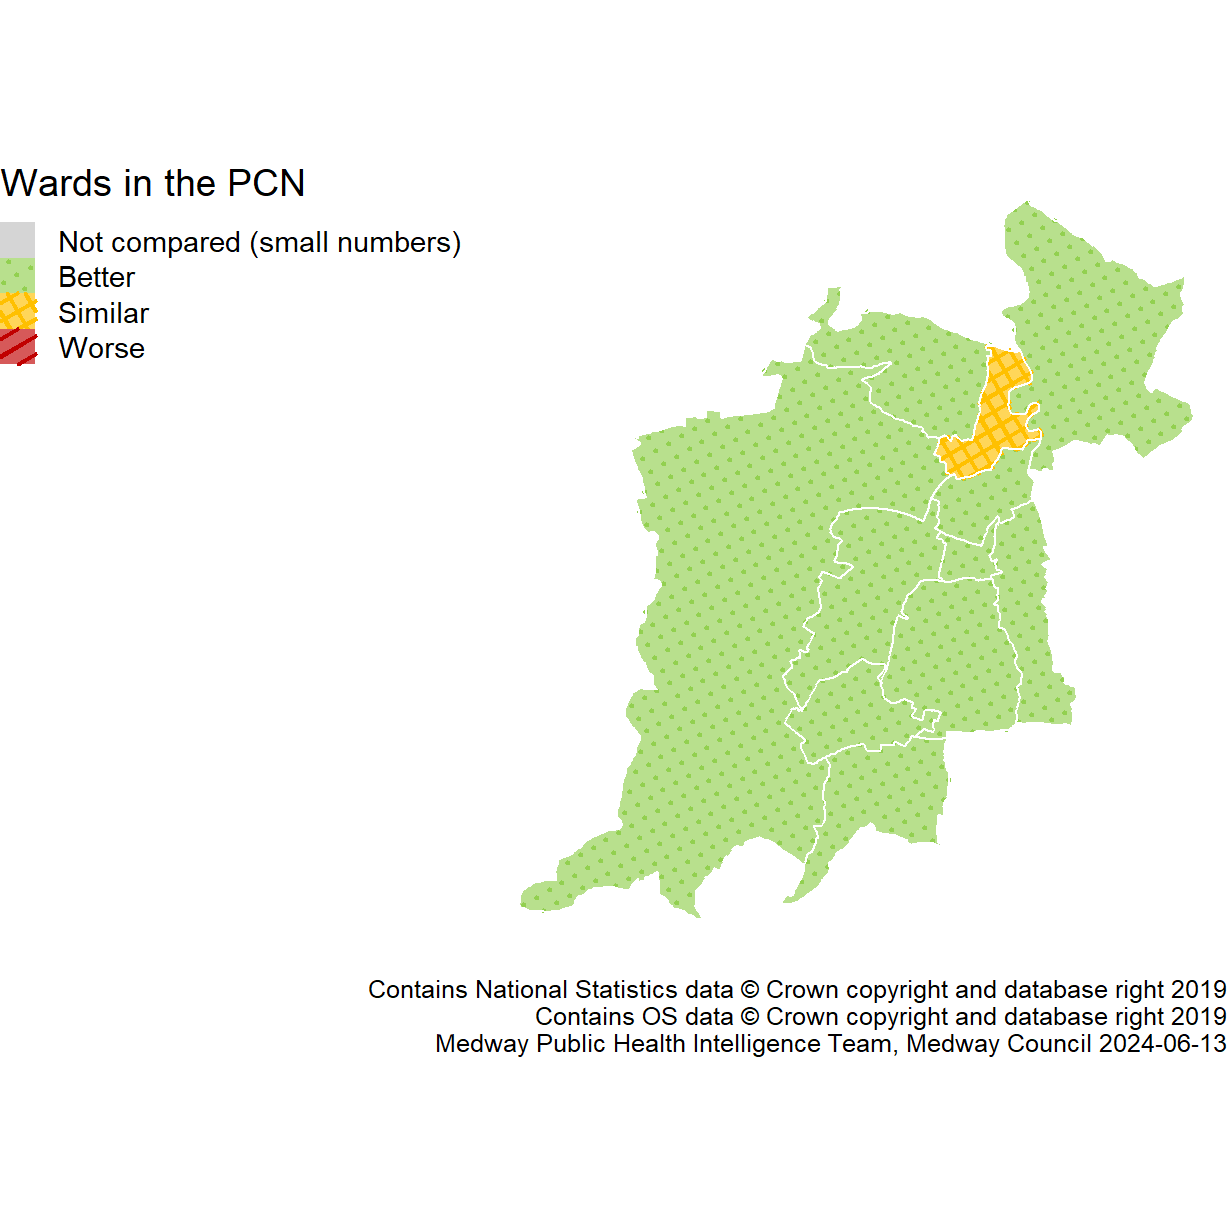 Wards in the PCN
Not compared (small numbers)
Better
Similar
Worse
Contains National Statistics data © Crown copyright and database right 2019
Contains OS data © Crown copyright and database right 2019
Medway Public Health Intelligence Team, Medway Council 2024-06-13